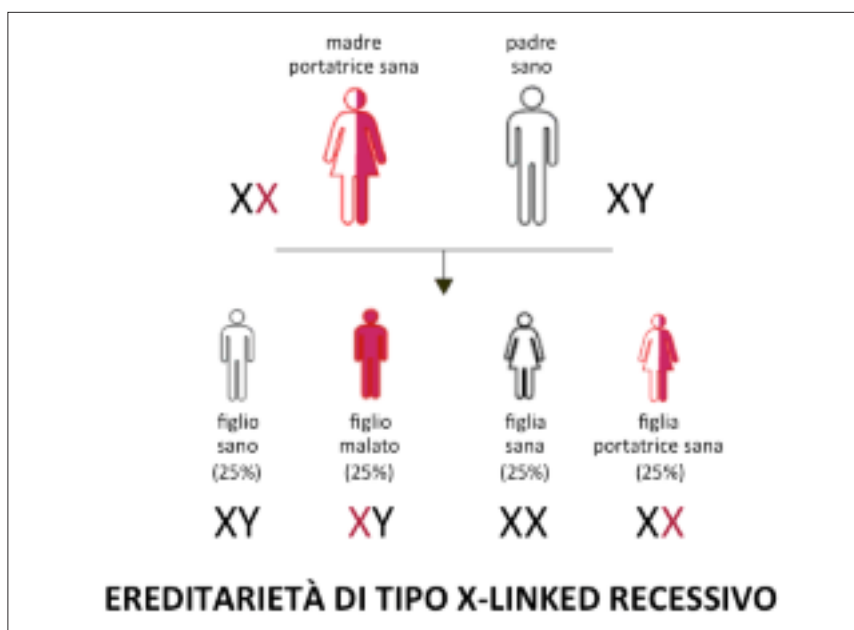 madre
portatrice sana
padre
sano
XX
XY
figlio
sano
(25%)
figlio
malato
(25%)
figlia
sana
(25%)
figlia
portatrice sana
(25%)
XY
XY
XX
XX
EREDITARIETÀ DI TIPO X-LINKED RECESSIVO